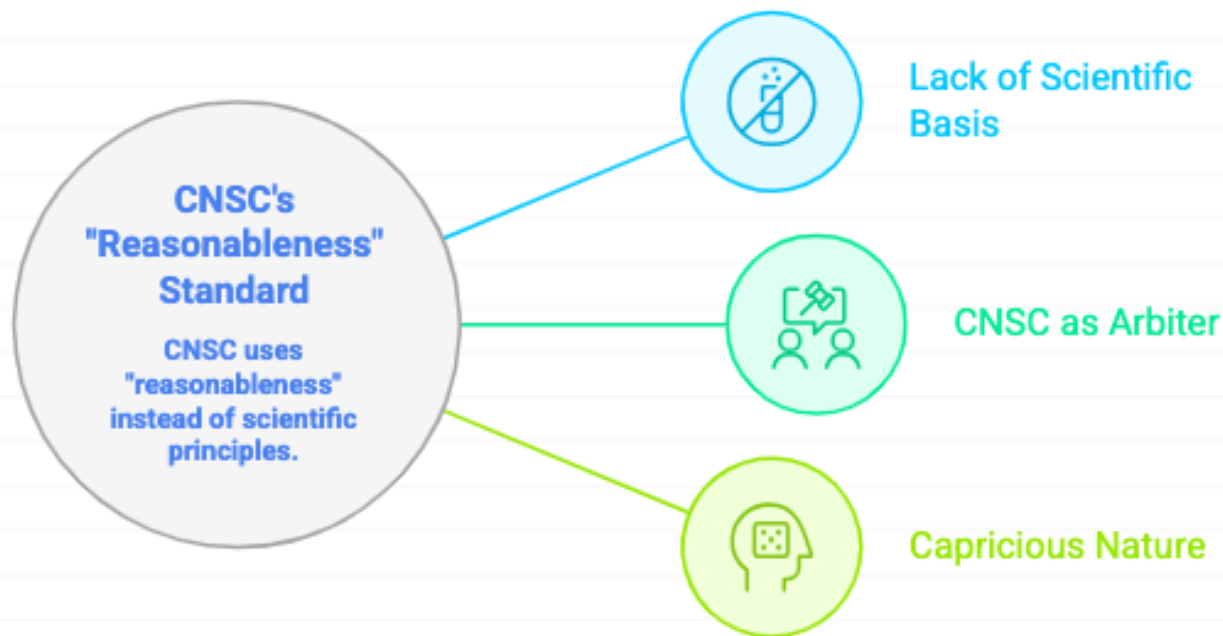 CNSC's
"Reasonableness"
Standard
CNSC uses
"reasonableness"
instead of scientific
principles.
Lack of Scientific
Basis
CNSC as Arbiter
Capricious Nature